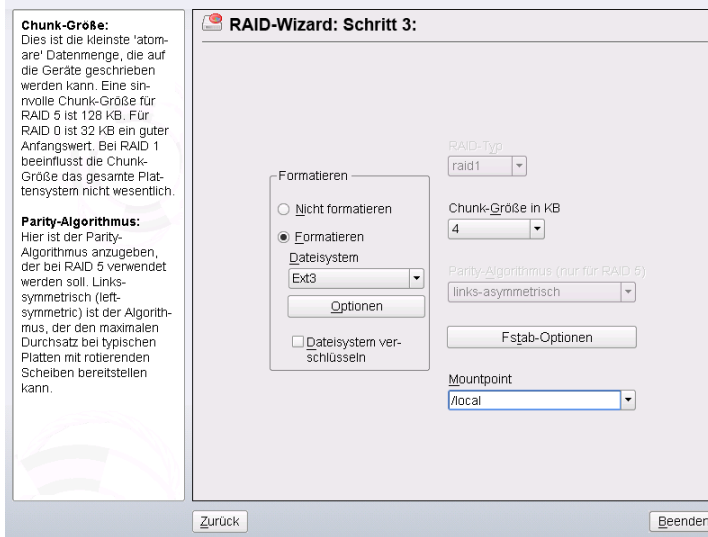 Chunk-Größe:
Dies ist die kleinste 'atom-
are' Datenmenge, die auf
die Geräte geschrieben
werden kann. Eine sin-
nvolle Chunk-Größe für
RAID 5 ist 128 KB. Für
RAID 0 ist 32 KB ein guter
Anfangswert. Bei RAID 1
beeinflusst die Chunk-
Größe das gesamte Plat-
tensystem nicht wesentlich.
Parity-Algorithmus:
Hier ist der Parity-
Algorithmus anzugeben,
der bei RAID 5 verwendet
werden soll. Links-
symmetrisch (left-
symmetric) ist der Algorith-
mus, der den maximalen
Durchsatz bei typischen
Platten mit rotierenden
Scheiben bereitstellen
kann.
RAID-Wizard: Schritt 3:
Formatieren
Nicht formatieren
Formatieren
Dateisystem
Ext3
Optionen
Dateisystem ver-
schlüsseln
RAID-Typ
raid1
Chunk-Größe in KB
4
Parity-Algorithmus (nur für RAID 5)
links-asymmetrisch
Fstab-Optionen
Mountpoint
/local
Zurück
Beenden